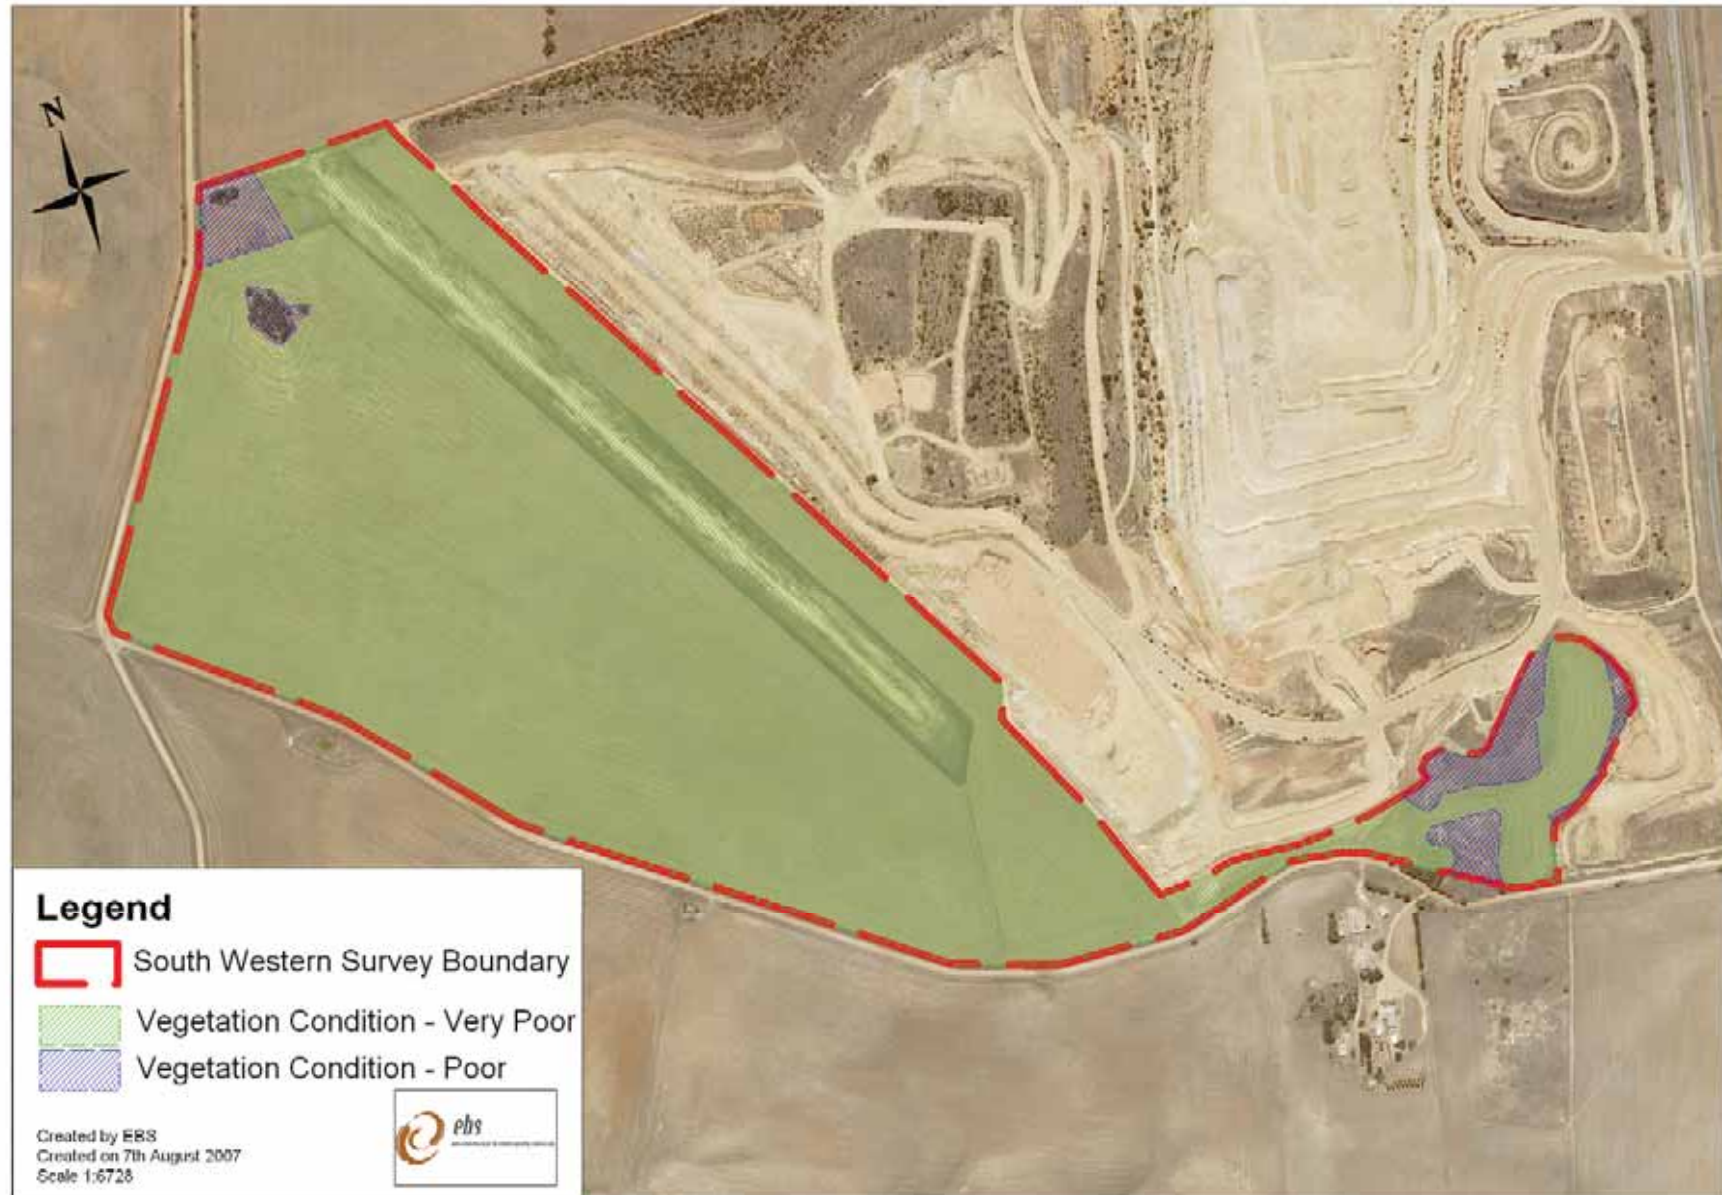 N
Legend
South Western Survey Boundary
Vegetation Condition - Very Poor
Vegetation Condition - Poor
Created by EBS
Created on 7th August 2007
Scale 1:6728
ebs